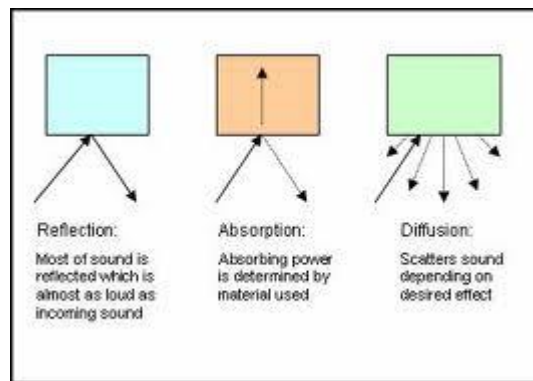 Reflection:
Most of sound is
reflected which is
almost as loud as
incoming sound
Absorption:
Absorbing power
is determined by
material used
Diffusion:
Scatters sound
depending on
desired effect